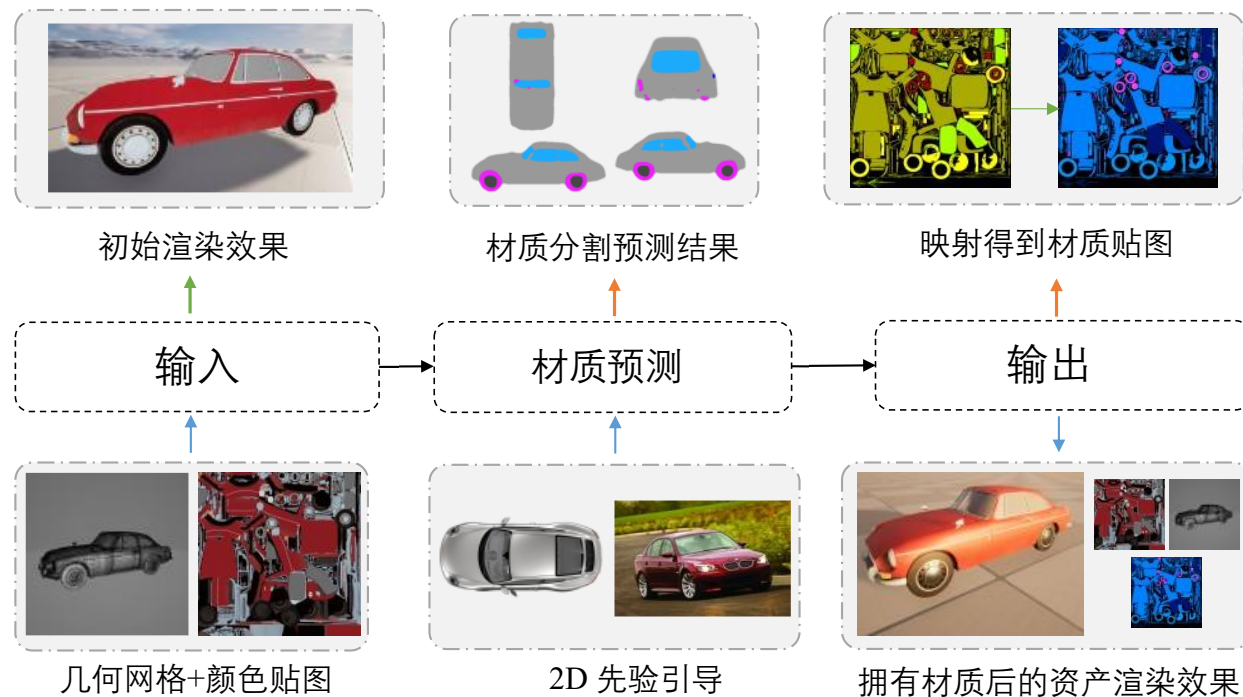 初始渲染效果
材质分割预测结果
映射得到材质贴图
输入
材质预测
输出
几何网格+颜色贴图
2D 先验引导
拥有材质后的资产渲染效果